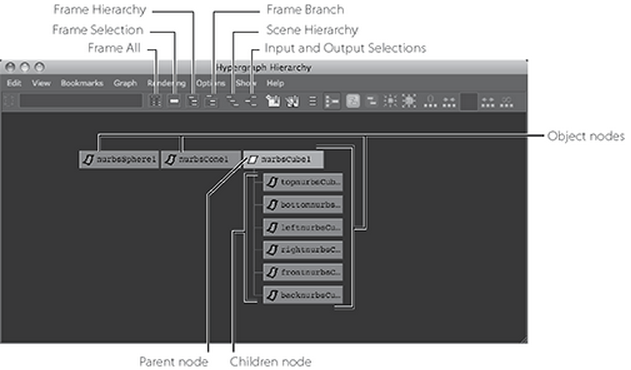 Frame Hierarchy Frame Branch
Frame Selection Scene Hierarchy
Frame All Input and Output Selections
Hypergraph Hierarchy
Edit View Bookmarks Graph Rendering Options Show Help
Object nodes
nurbsSphere1 nurbsCone1 nurbsCube1
topnurbsCub...
bottomnurbs...
leftnurbsCu...
rightnurbsC...
frontnurbsC...
backnurbsCu...
Parent node Children node